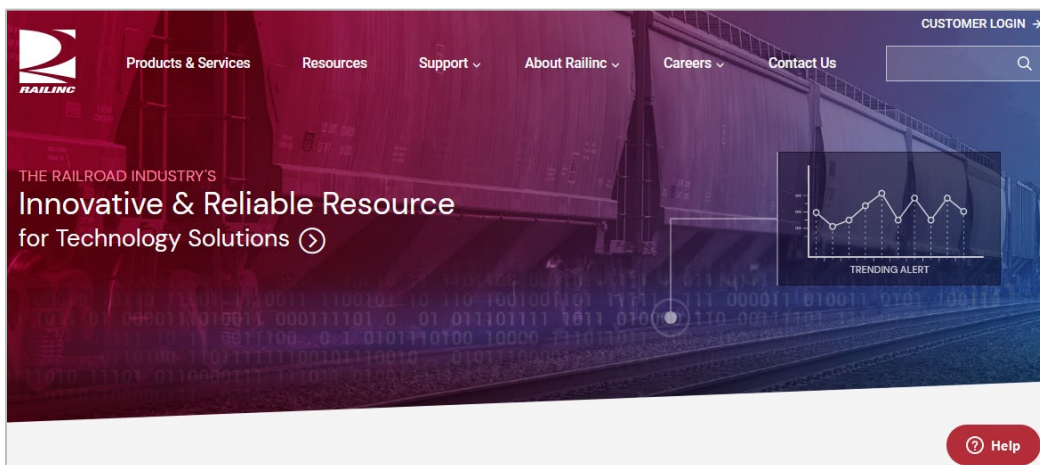 CUSTOMER LOGIN →
RAILINC
Products & Services
Resources
Support
About Railinc
Careers
Contact Us
THE RAILROAD INDUSTRY'S
Innovative & Reliable Resource
for Technology Solutions
TRENDING ALERT
Help